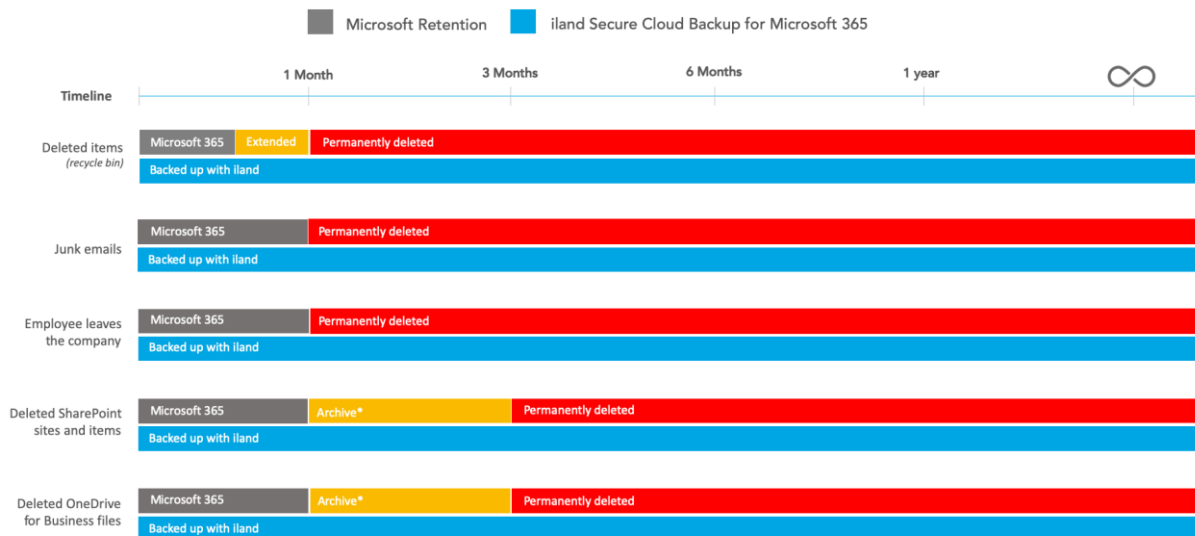 Microsoft Retention
iland Secure Cloud Backup for Microsoft 365
Timeline
1 Month
3 Months
6 Months
1 year
∞
Deleted items
(recycle bin)
Microsoft 365
Extended
Permanently deleted
Backed up with iland
Junk emails
Microsoft 365
Permanently deleted
Backed up with iland
Employee leaves
the company
Microsoft 365
Permanently deleted
Backed up with iland
Deleted SharePoint
sites and items
Microsoft 365
Archive*
Permanently deleted
Backed up with iland
Deleted OneDrive
for Business files
Microsoft 365
Archive*
Permanently deleted
Backed up with iland